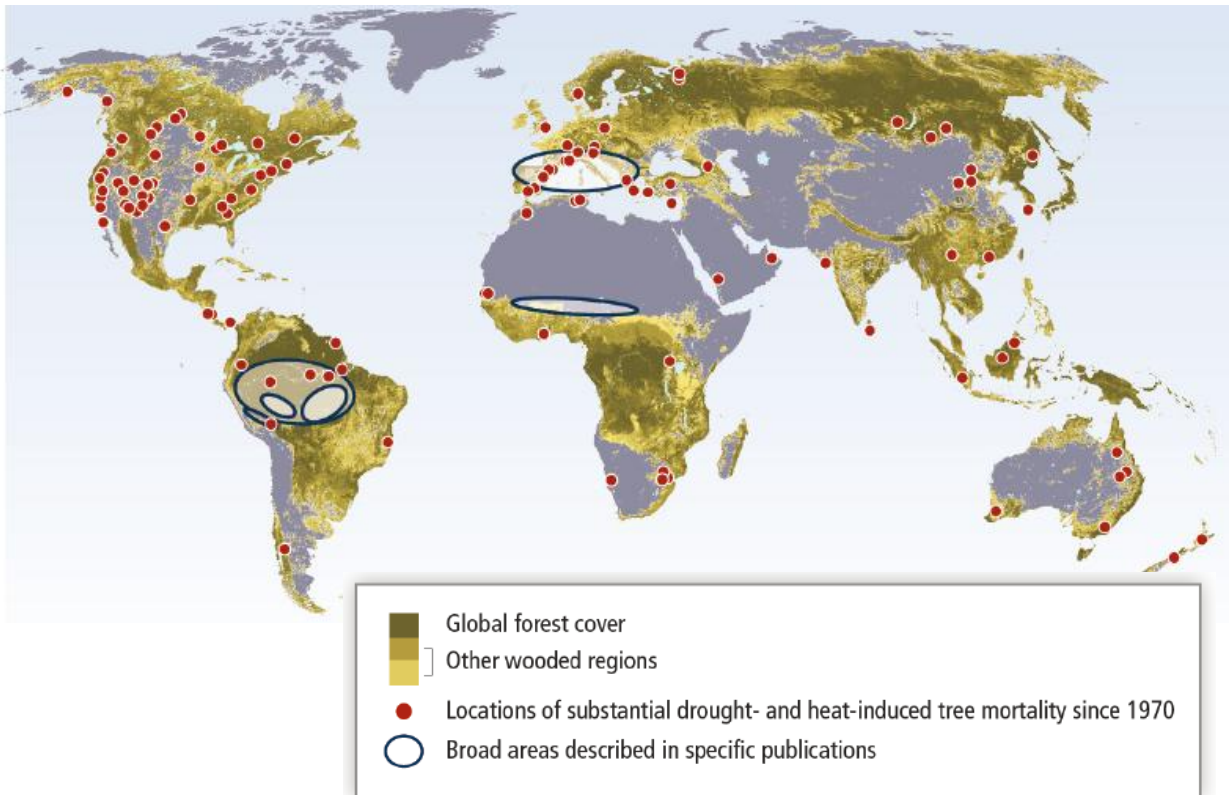 Global forest cover
Other wooded regions
Locations of substantial drought- and heat-induced tree mortality since 1970
Broad areas described in specific publications